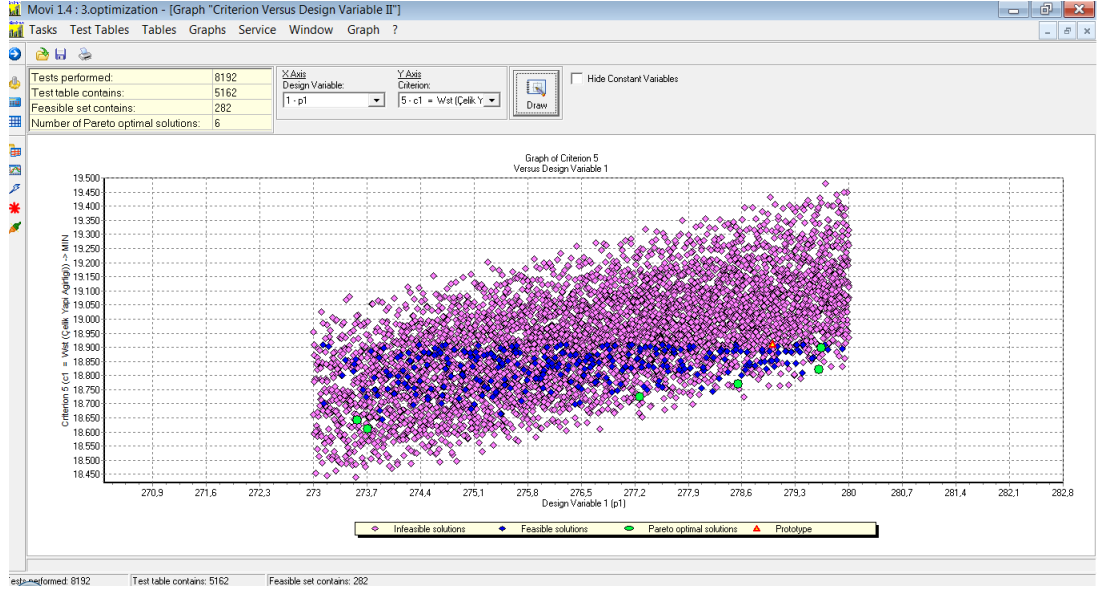 Movi 1.4 : 3.optimization - [Graph "Criterion Versus Design Variable II"]
Tasks Test Tables Tables Graphs Service Window Graph ?
Tests performed: 8192
Test table contains: 5162
Feasible set contains: 282
Number of Pareto optimal solutions: 6
X Axis
Design Variable:
1 - p1
Y Axis
Criterion:
5 - c1 = Wst (Çelik Y
Draw
Hide Constant Variables
Graph of Criterion 5
Versus Design Variable 1
Criterion 5 (c1 = Wst (Çelik Yapi Agirligi)) -> MIN
19.500
19.450
19.400
19.350
19.300
19.250
19.200
19.150
19.100
19.050
19.000
18.950
18.900
18.850
18.800
18.750
18.700
18.650
18.600
18.550
18.500
18.450
270,9 271,6 272,3 273 273,7 274,4 275,1 275,8 276,5 277,2 277,9 278,6 279,3 280 280,7 281,4 282,1 282,8
Design Variable 1 (p1)
Infeasible solutions Feasible solutions Pareto optimal solutions Prototype
performed: 8192 Test table contains: 5162 Feasible set contains: 282